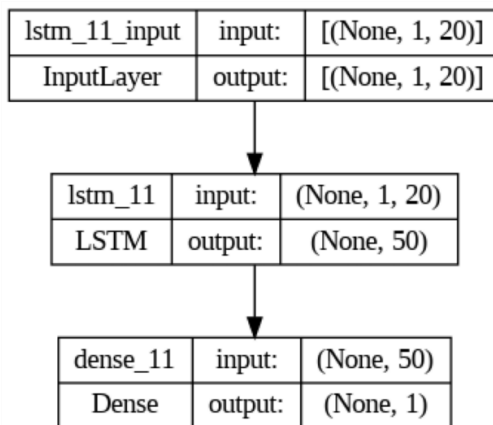 lstm_11_input input: [(None, 1, 20)]
InputLayer output: [(None, 1, 20)]
lstm_11 input: (None, 1, 20)
LSTM output: (None, 50)
dense_11 input: (None, 50)
Dense output: (None, 1)